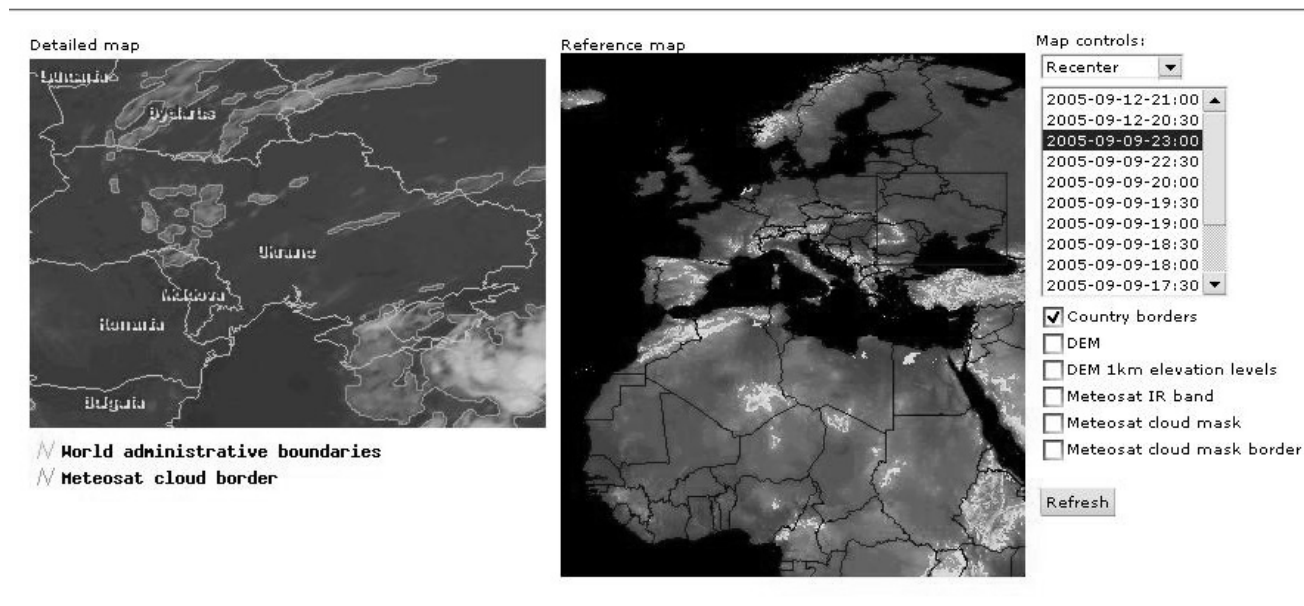 Detailed map
Lithuania
Byelarus
Ukraine
Moldova
Romania
Bulgaria
World administrative boundaries
Meteosat cloud border
Reference map
Map controls:
Recenter
2005-09-12-21:00
2005-09-12-20:30
2005-09-09-23:00
2005-09-09-22:30
2005-09-09-20:00
2005-09-09-19:30
2005-09-09-19:00
2005-09-09-18:30
2005-09-09-18:00
2005-09-09-17:30
Country borders
DEM
DEM 1km elevation levels
Meteosat IR band
Meteosat cloud mask
Meteosat cloud mask border
Refresh